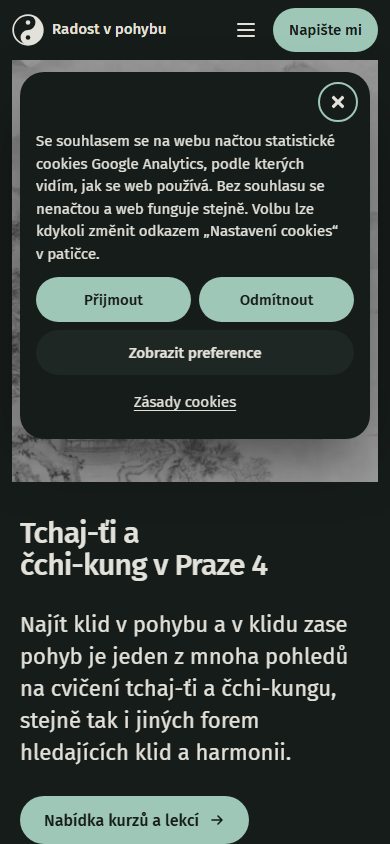 Radost v pohybu
Napište mi
Se souhlasem se na webu načtou statistické
cookies Google Analytics, podle kterých
vidím, jak se web používá. Bez souhlasu se
nenačtou a web funguje stejně. Volbu lze
kdykoli změnit odkazem „Nastavení cookies“
v patičce.
Přijmout
Odmítnout
Zobrazit preference
Zásady cookies
Tchaj-ťi a
čchi-kung v Praze 4
Najít klid v pohybu a v klidu zase
pohyb je jeden z mnoha pohledů
na cvičení tchaj-ťi a čchi-kungu,
stejně tak i jiných forem
hledajících klid a harmonii.
Nabídka kurzů a lekcí →